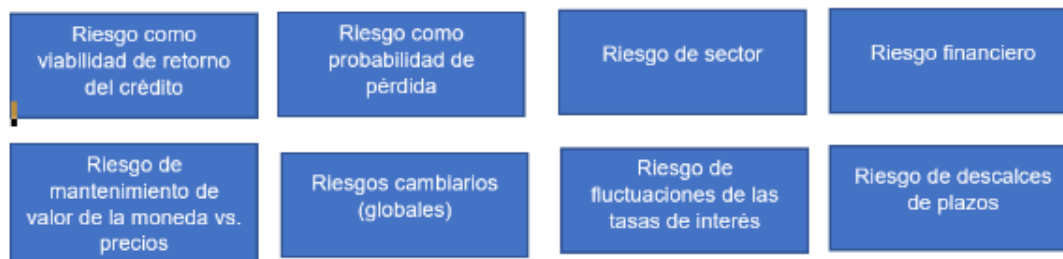 Riesgo como
viabilidad de retorno
del crédito
Riesgo como
probabilidad de
pérdida
Riesgo de sector
Riesgo financiero
Riesgo de
mantenimiento de
valor de la moneda vs.
precios
Riesgos cambiarios
(globales)
Riesgo de
fluctuaciones de las
tasas de interés
Riesgo de descalces
de plazos